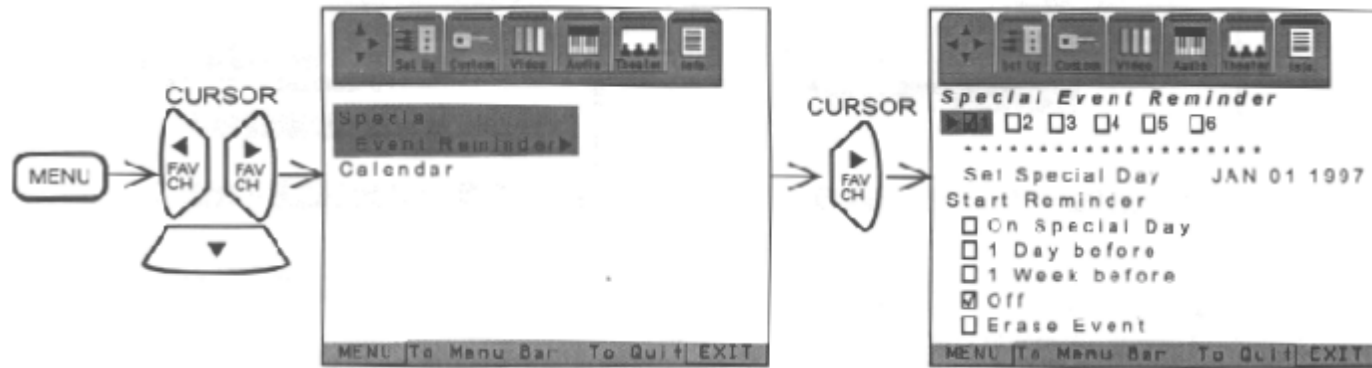 CURSOR
MENU
FAV CH
FAV CH
Set Up Custom Video Audio Theater Info.
Specia
Event Reminder
Calendar
MENU To Menu Bar To Quit EXIT
CURSOR
FAV CH
Set Up Custom Video Audio Theater Info.
Special Event Reminder
1 2 3 4 5 6
Set Special Day JAN 01 1997
Start Reminder
On Special Day
1 Day before
1 Week before
Off
Erase Event
MENU To Menu Bar To Quit EXIT